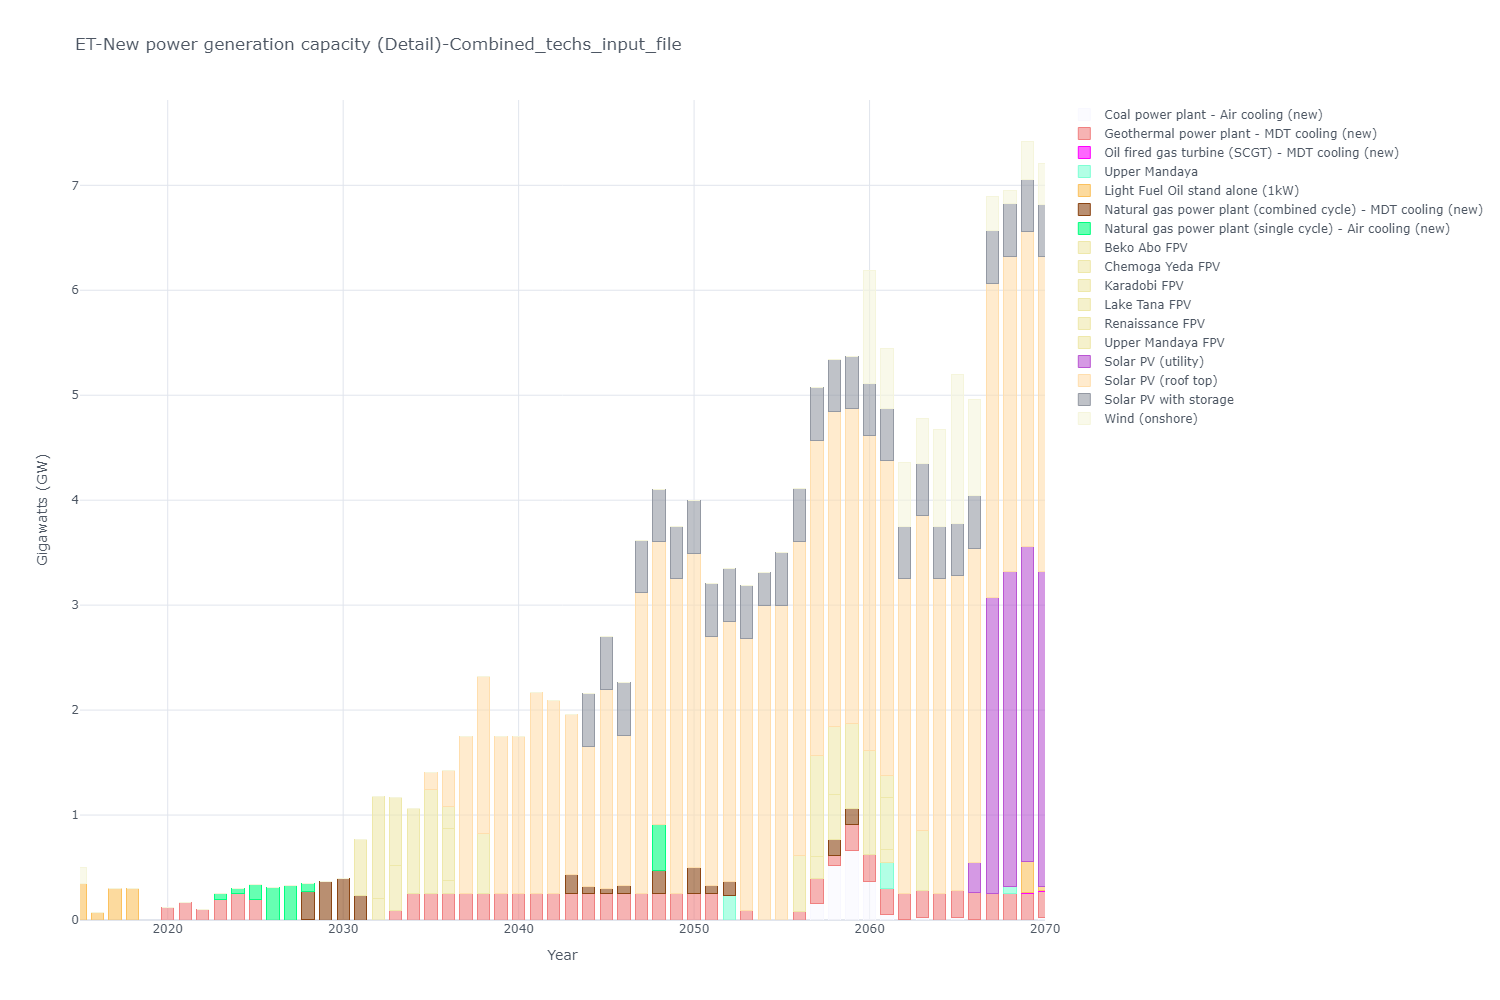 ET-New power generation capacity (Detail)-Combined_techs_input_file
Coal power plant - Air cooling (new)
Geothermal power plant - MDT cooling (new)
Oil fired gas turbine (SCGT) - MDT cooling (new)
Upper Mandaya
Light Fuel Oil stand alone (1kW)
Natural gas power plant (combined cycle) - MDT cooling (new)
Natural gas power plant (single cycle) - Air cooling (new)
Beko Abo FPV
Chemoga Yeda FPV
Karadobi FPV
Lake Tana FPV
Renaissance FPV
Upper Mandaya FPV
Solar PV (utility)
Solar PV (roof top)
Solar PV with storage
Wind (onshore)
7
6
5
4
3
2
1
0
Gigawatts (GW)
2020
2030
2040
2050
2060
2070
Year